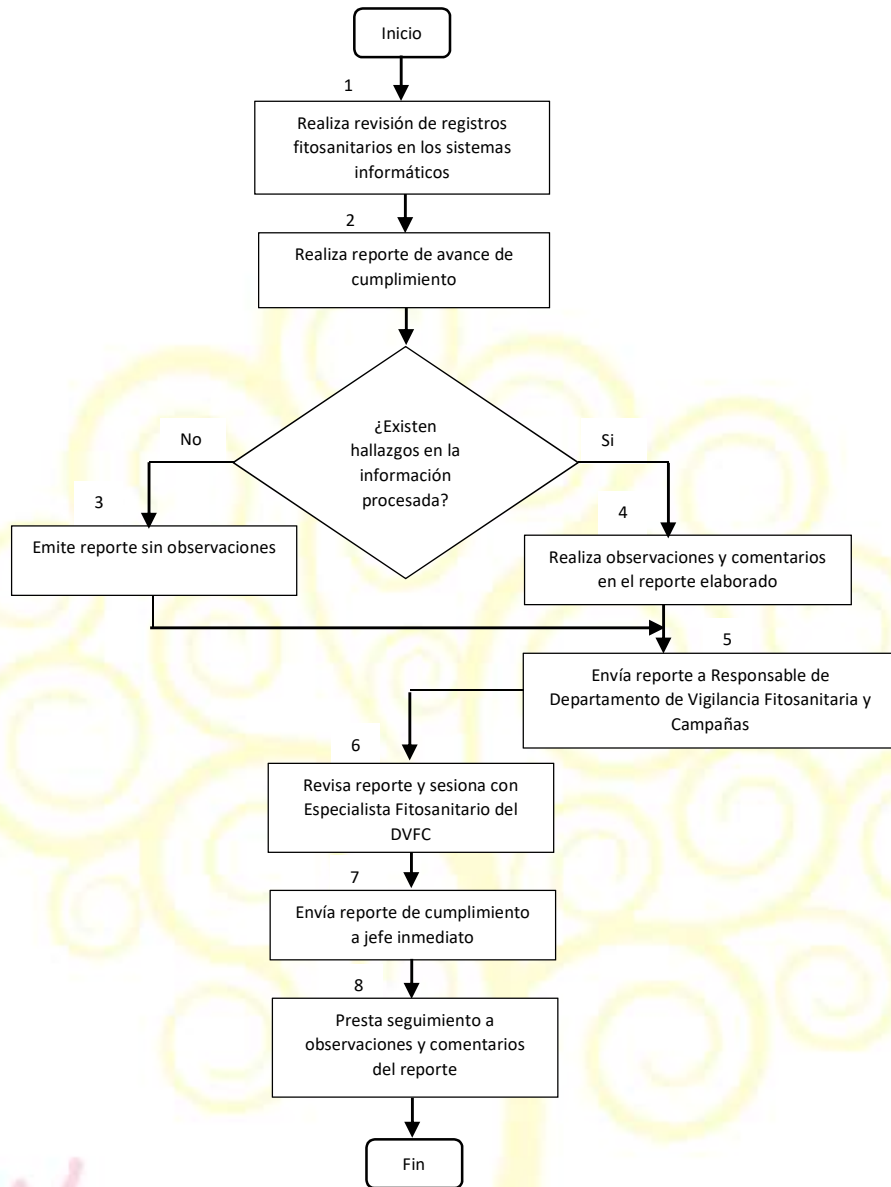 Inicio
1
Realiza revisión de registros
fitosanitarios en los sistemas
informáticos
2
Realiza reporte de avance de
cumplimiento
¿Existen
hallazgos en la
información
procesada?
No
Si
3
Emite reporte sin observaciones
4
Realiza observaciones y comentarios
en el reporte elaborado
5
Envía reporte a Responsable de
Departamento de Vigilancia Fitosanitaria y
Campañas
6
Revisa reporte y sesiona con
Especialista Fitosanitario del
DVFC
7
Envía reporte de cumplimiento
a jefe inmediato
8
Presta seguimiento a
observaciones y comentarios
del reporte
Fin